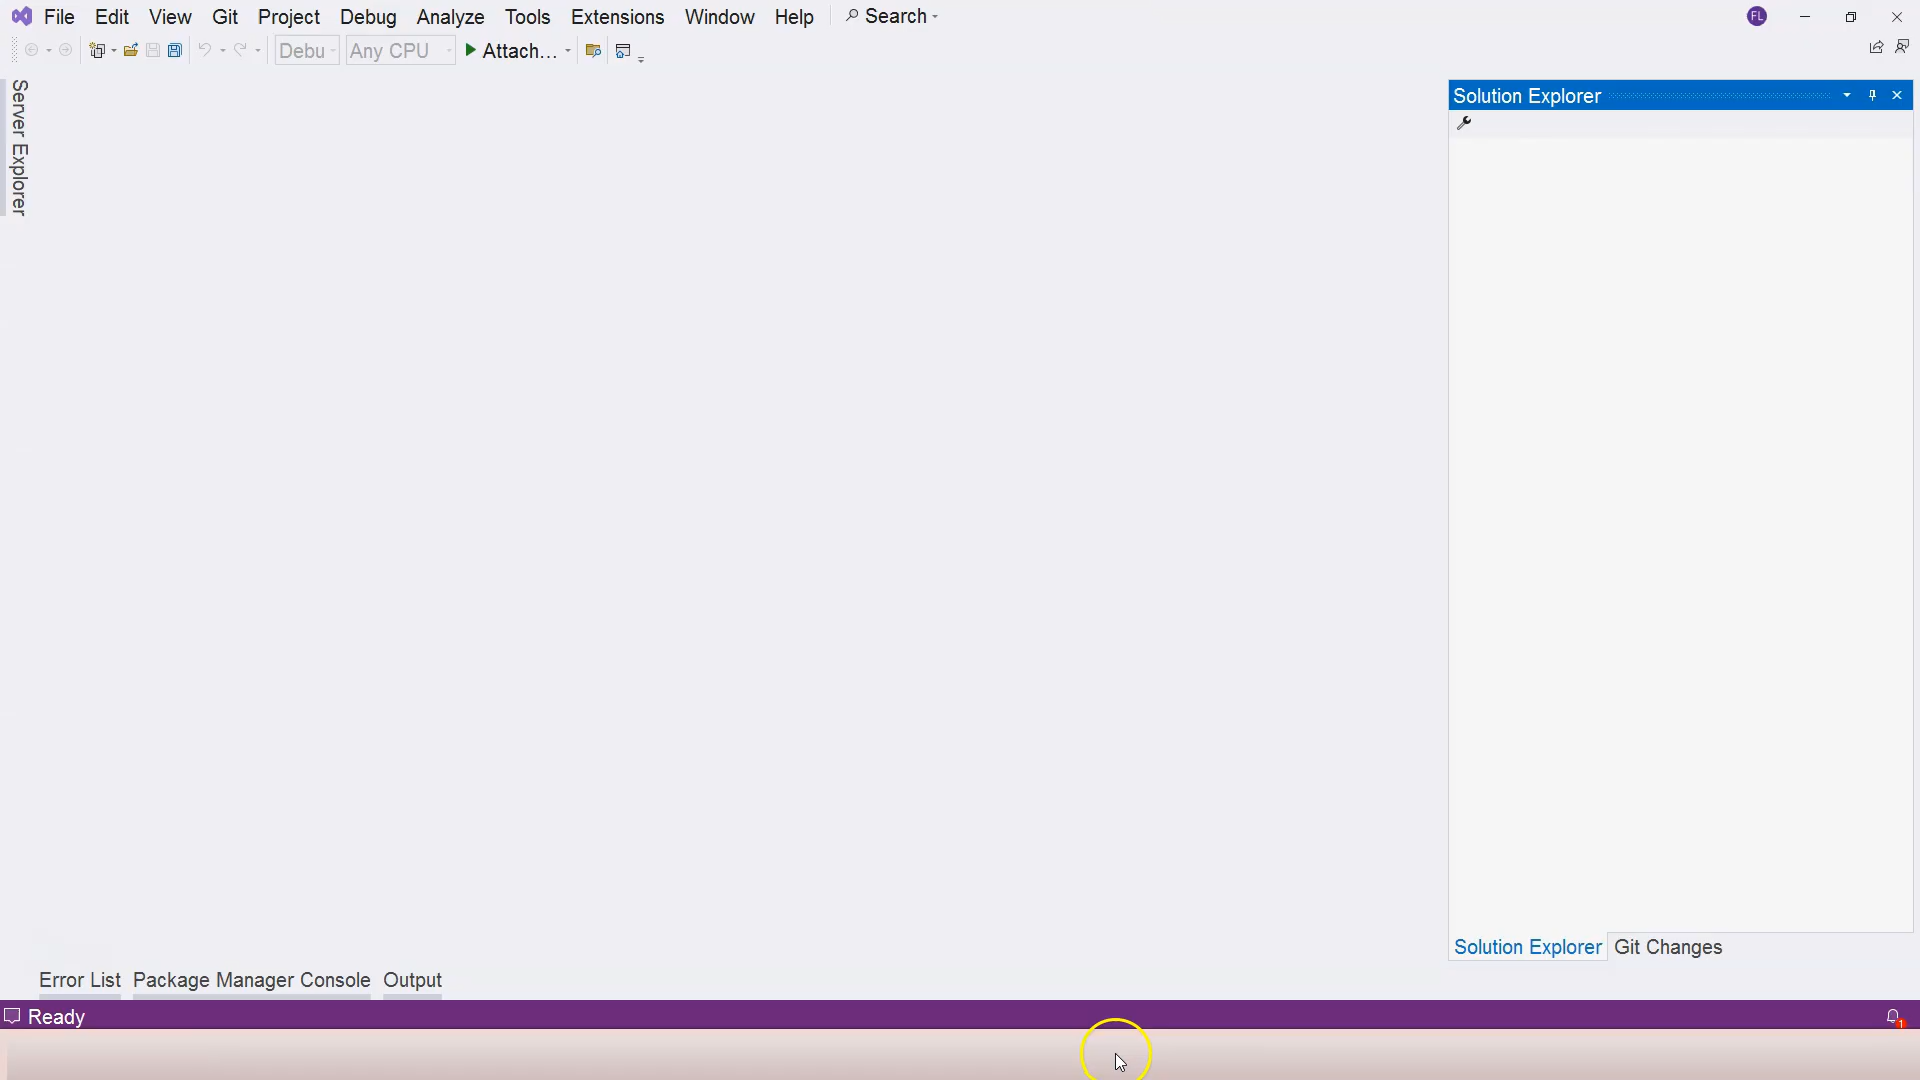 File Edit View Git Project Debug Analyze Tools Extensions Window Help Search FL
Debu Any CPU Attach...
Server Explorer
Solution Explorer
Solution Explorer Git Changes
Error List Package Manager Console Output
Ready 1